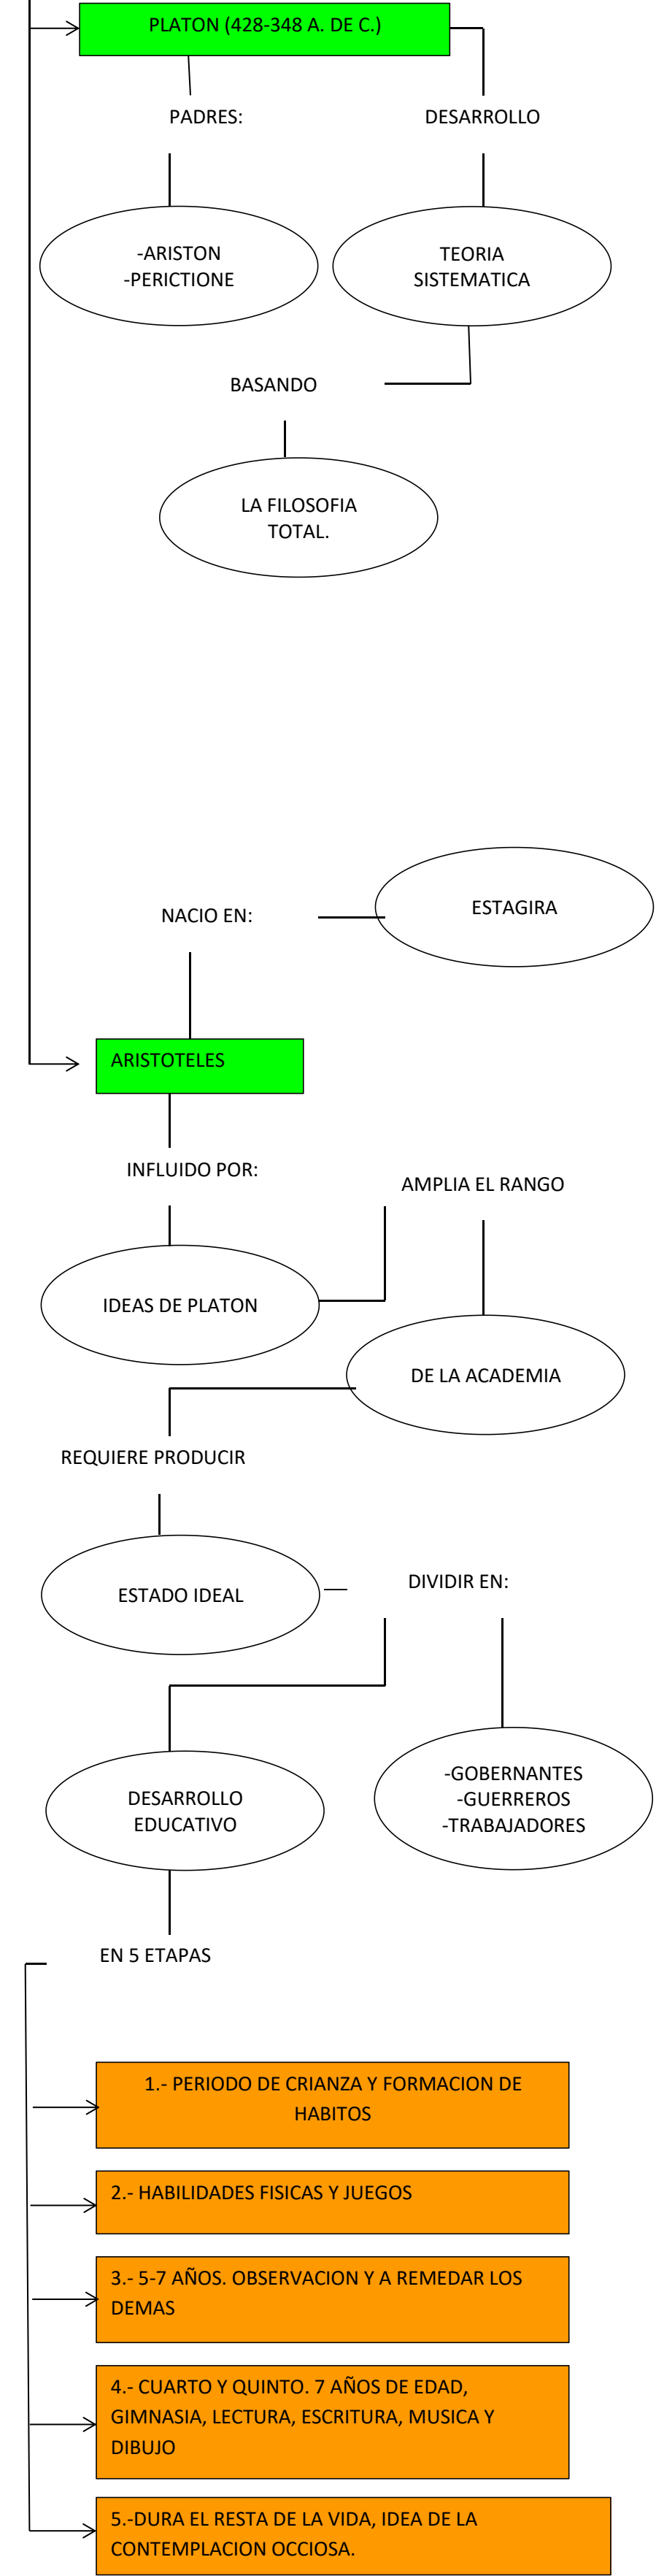 PLATON (428-348 A. DE C.)
PADRES:
DESARROLLO
-ARISTON
-PERICTIONE
TEORIA
SISTEMATICA
BASANDO
LA FILOSOFIA
TOTAL.
ESTAGIRA
NACIO EN:
ARISTOTELES
INFLUIDO POR:
AMPLIA EL RANGO
IDEAS DE PLATON
DE LA ACADEMIA
REQUIERE PRODUCIR
ESTADO IDEAL
DIVIDIR EN:
DESARROLLO
EDUCATIVO
-GOBERNANTES
-GUERREROS
-TRABAJADORES
EN 5 ETAPAS
1.- PERIODO DE CRIANZA Y FORMACION DE
HABITOS
2.- HABILIDADES FISICAS Y JUEGOS
3.- 5-7 AÑOS. OBSERVACION Y A REMEDAR LOS
DEMAS
4.- CUARTO Y QUINTO. 7 AÑOS DE EDAD,
GIMNASIA, LECTURA, ESCRITURA, MUSICA Y
DIBUJO
5.-DURA EL RESTA DE LA VIDA, IDEA DE LA
CONTEMPLACION OCCIOSA.